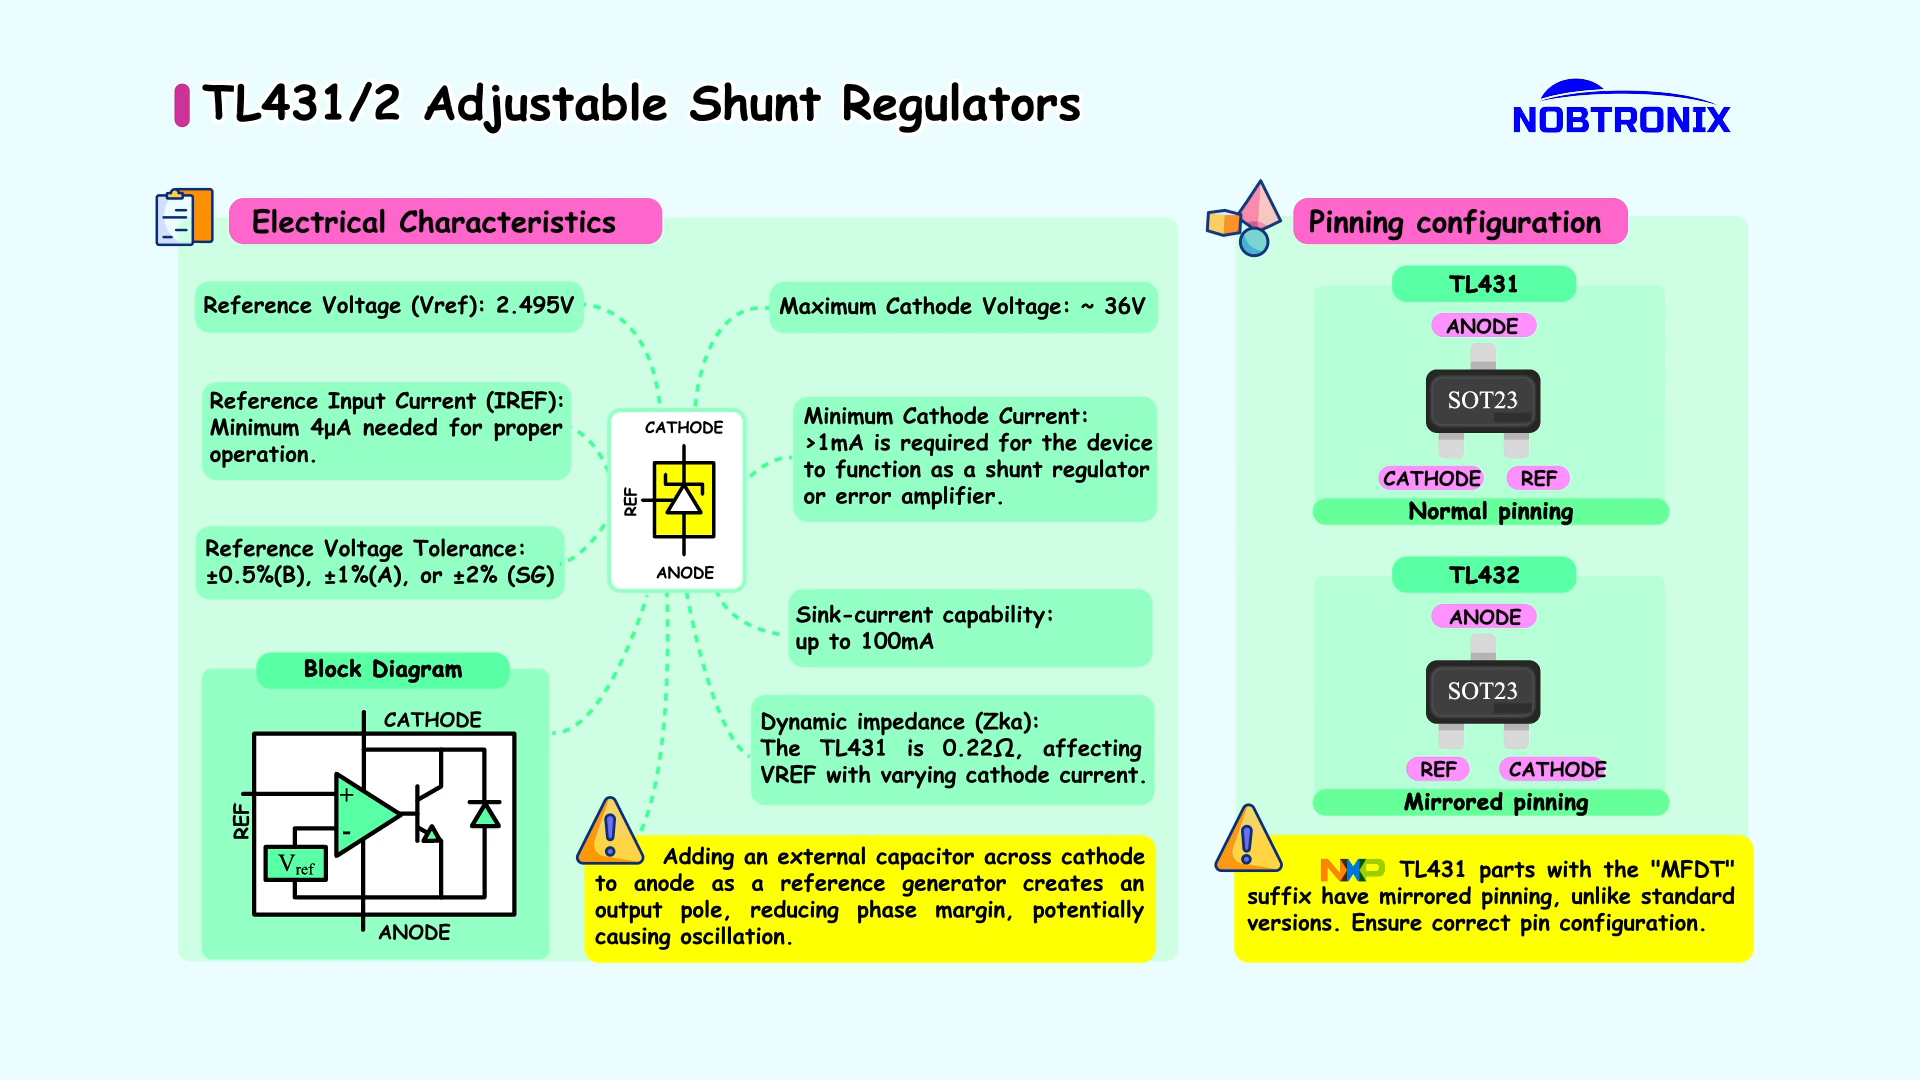 TL431/2 Adjustable Shunt Regulators
NOBTRONIX
Electrical Characteristics
Reference Voltage (Vref): 2.495V
Maximum Cathode Voltage: ~ 36V
Reference Input Current (IREF):
Minimum 4µA needed for proper
operation.
Minimum Cathode Current:
>1mA is required for the device
to function as a shunt regulator
or error amplifier.
CATHODE
REF
ANODE
Reference Voltage Tolerance:
±0.5%(B), ±1%(A), or ±2% (SG)
Sink-current capability:
up to 100mA
Block Diagram
CATHODE
REF
+
-
Vref
ANODE
Dynamic impedance (Zka):
The TL431 is 0.22Ω, affecting
VREF with varying cathode current.
Adding an external capacitor across cathode
to anode as a reference generator creates an
output pole, reducing phase margin, potentially
causing oscillation.
Pinning configuration
TL431
ANODE
SOT23
CATHODE REF
Normal pinning
TL432
ANODE
SOT23
REF CATHODE
Mirrored pinning
NXP TL431 parts with the "MFDT"
suffix have mirrored pinning, unlike standard
versions. Ensure correct pin configuration.